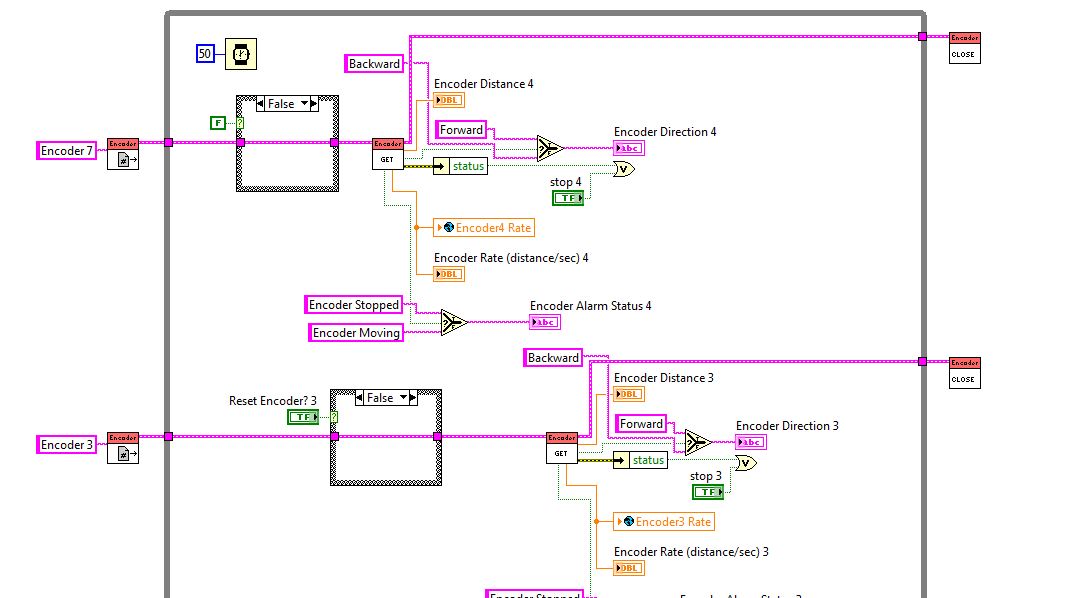 50
Encoder
CLOSE
Backward
Encoder Distance 4
DBL
False
F
?
Forward
Encoder Direction 4
abc
Encoder 7
Encoder
#
Encoder
GET
?
T
F
status
V
stop 4
TF
Encoder4 Rate
Encoder Rate (distance/sec) 4
DBL
Encoder Stopped
Encoder Alarm Status 4
?
T
F
abc
Encoder Moving
Backward
Encoder
CLOSE
Encoder Distance 3
DBL
Reset Encoder? 3
False
TF
?
Forward
Encoder Direction 3
abc
Encoder 3
Encoder
#
Encoder
GET
?
T
F
status
V
stop 3
TF
Encoder3 Rate
Encoder Rate (distance/sec) 3
DBL
Encoder Stopped
Encoder Alarm Status 3